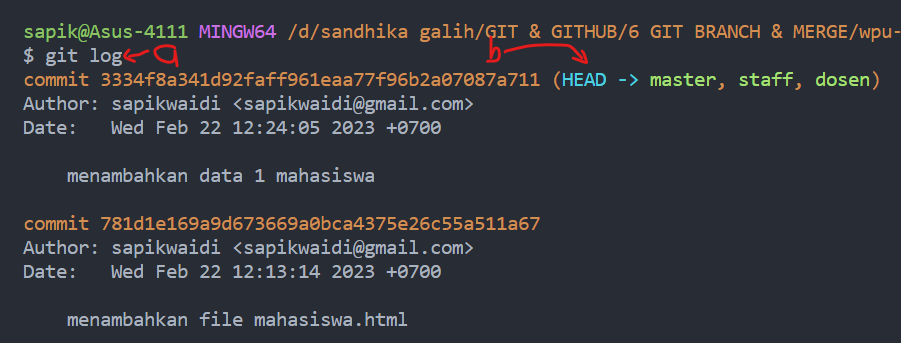 sapik@Asus-4111 MINGW64 /d/sandhika galih/GIT & GITHUB/6 GIT BRANCH & MERGE/wpu-
$ git log a b
commit 3334f8a341d92faff961eaa77f96b2a07087a711 (HEAD -> master, staff, dosen)
Author: sapikwaidi <sapikwaidi@gmail.com>
Date:   Wed Feb 22 12:24:05 2023 +0700
menambahkan data 1 mahasiswa
commit 781d1e169a9d673669a0bca4375e26c55a511a67
Author: sapikwaidi <sapikwaidi@gmail.com>
Date:   Wed Feb 22 12:13:14 2023 +0700
menambahkan file mahasiswa.html